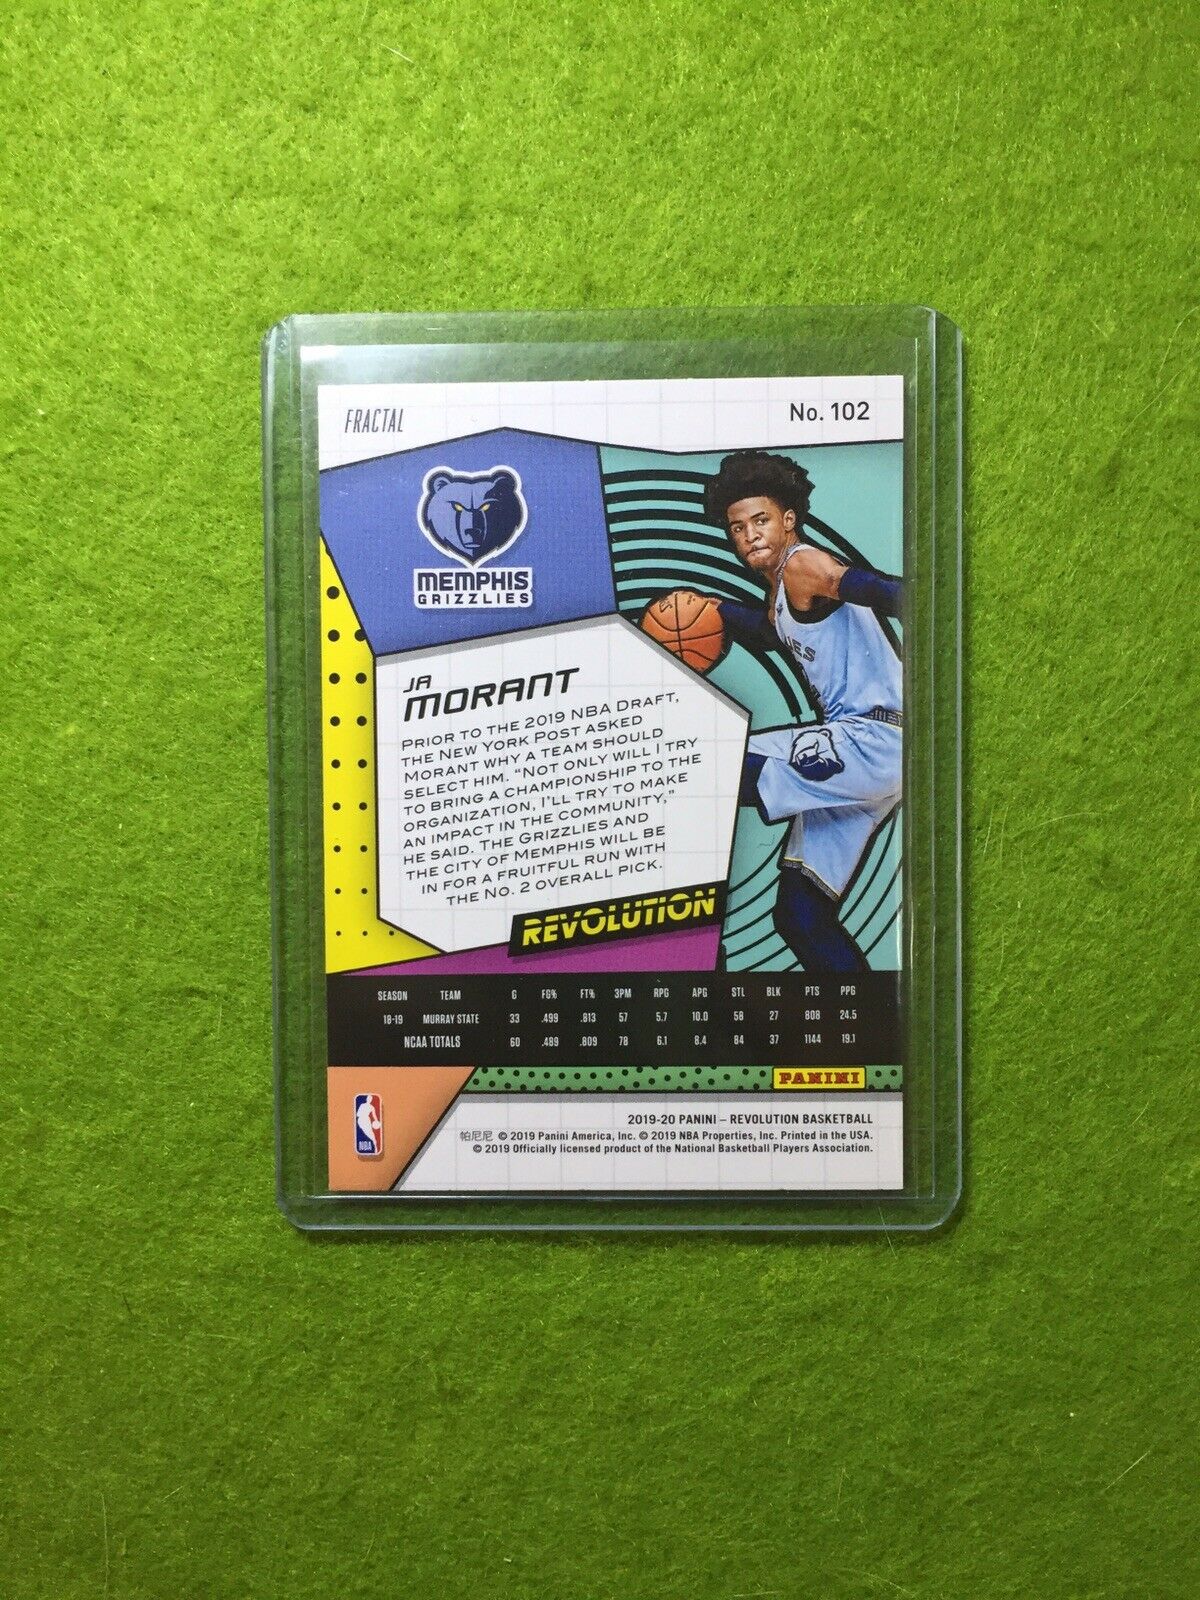 FRACTAL
No. 102
MEMPHIS
GRIZZLIES
JA
MORANT
PRIOR TO THE 2019 NBA DRAFT,
THE NEW YORK POST ASKED
MORANT WHY A TEAM SHOULD
SELECT HIM. "NOT ONLY WILL I TRY
TO BRING A CHAMPIONSHIP TO THE
ORGANIZATION, I'LL TRY TO MAKE
AN IMPACT IN THE COMMUNITY,"
HE SAID. THE GRIZZLIES AND
THE CITY OF MEMPHIS WILL BE
IN FOR A FRUITFUL RUN WITH
THE NO. 2 OVERALL PICK.
REVOLUTION
SEASON TEAM G FG% FT% 3PM RPG APG STL BLK PTS PPG
18-19 MURRAY STATE 33 .499 .813 57 5.7 10.0 58 27 808 24.5
NCAA TOTALS 60 .489 .809 78 6.1 8.4 84 37 1144 19.1
PANINI
NBA
2019-20 PANINI – REVOLUTION BASKETBALL
帕尼尼 © 2019 Panini America, Inc. © 2019 NBA Properties, Inc. Printed in the USA.
© 2019 Officially licensed product of the National Basketball Players Association.